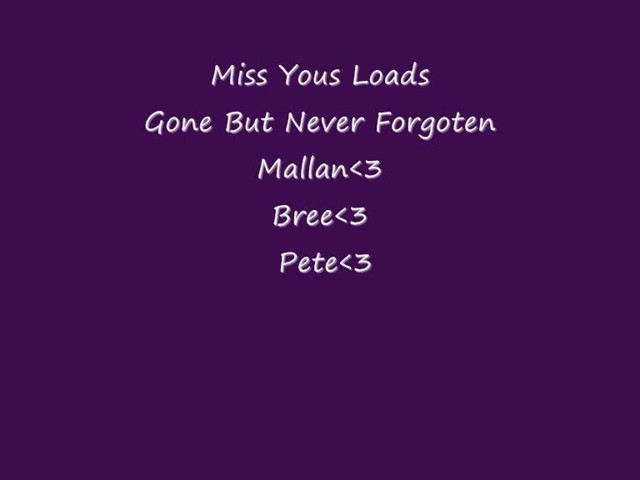 Miss Yous Loads
Gone But Never Forgoten
Mallan<3
Bree<3
Pete<3